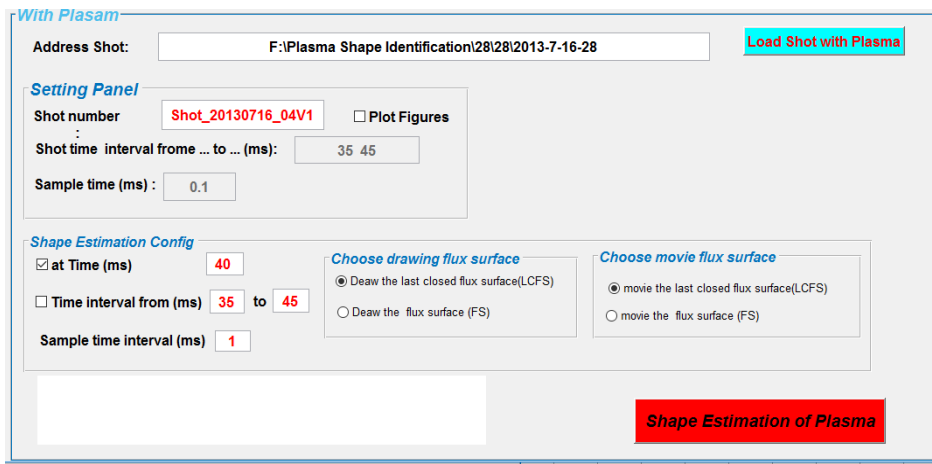 With Plasam
Address Shot: F:\Plasma Shape Identification\28\28\2013-7-16-28 Load Shot with Plasma
Setting Panel
Shot number : Shot_20130716_04V1 Plot Figures
Shot time interval frome ... to ... (ms): 35 45
Sample time (ms) : 0.1
Shape Estimation Config
at Time (ms) 40
Time interval from (ms) 35 to 45
Sample time interval (ms) 1
Choose drawing flux surface
Deaw the last closed flux surface(LCFS)
Deaw the flux surface (FS)
Choose movie flux surface
movie the last closed flux surface(LCFS)
movie the flux surface (FS)
Shape Estimation of Plasma